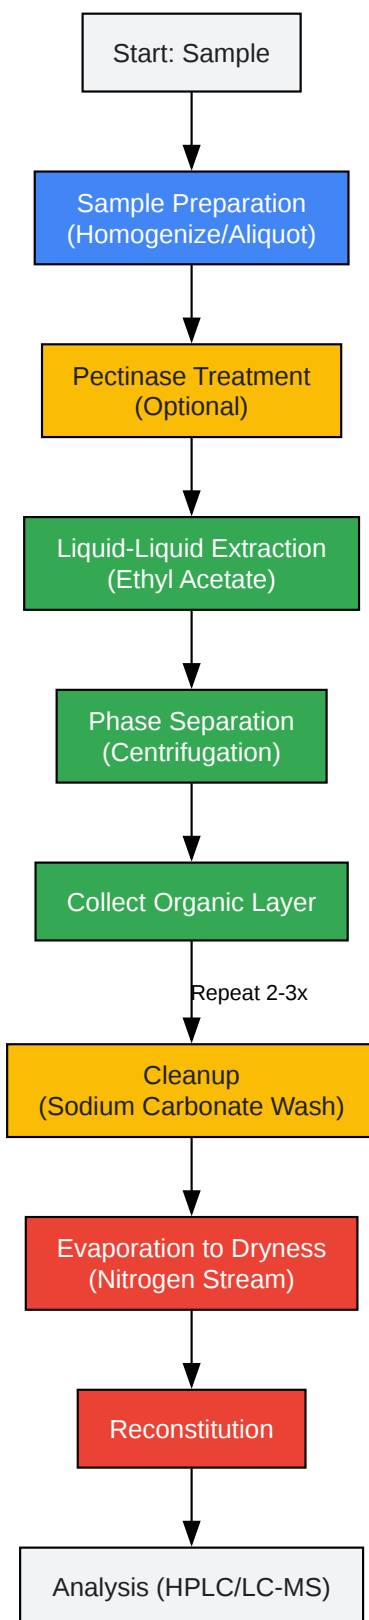 Start: Sample
Sample Preparation
(Homogenize/Aliquot)
Pectinase Treatment
(Optional)
Liquid-Liquid Extraction
(Ethyl Acetate)
Phase Separation
(Centrifugation)
Collect Organic Layer
Repeat 2-3x
Cleanup
(Sodium Carbonate Wash)
Evaporation to Dryness
(Nitrogen Stream)
Reconstitution
Analysis (HPLC/LC-MS)